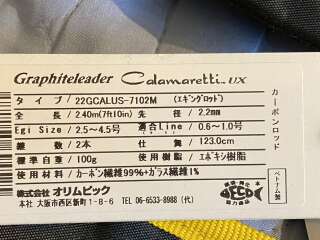 Graphiteleader Calamaretti UX
タイプ 22GCALUS-7102M (エギングロッド)
全長 2.40m(7ft10in) 先径 2.2mm
Egi Size 2.5~4.5号 適合Line 0.6~1.0号
継数 2本 仕舞 123.0cm
標準自重 100g 使用樹脂 エポキシ樹脂
使用材料 カーボン繊維99%+ガラス繊維1%
株式会社 オリムピック TEL 06-6533-8988 (代)
本社 大阪市西区新町1-8-6
カーボンロッド
ベトナム製